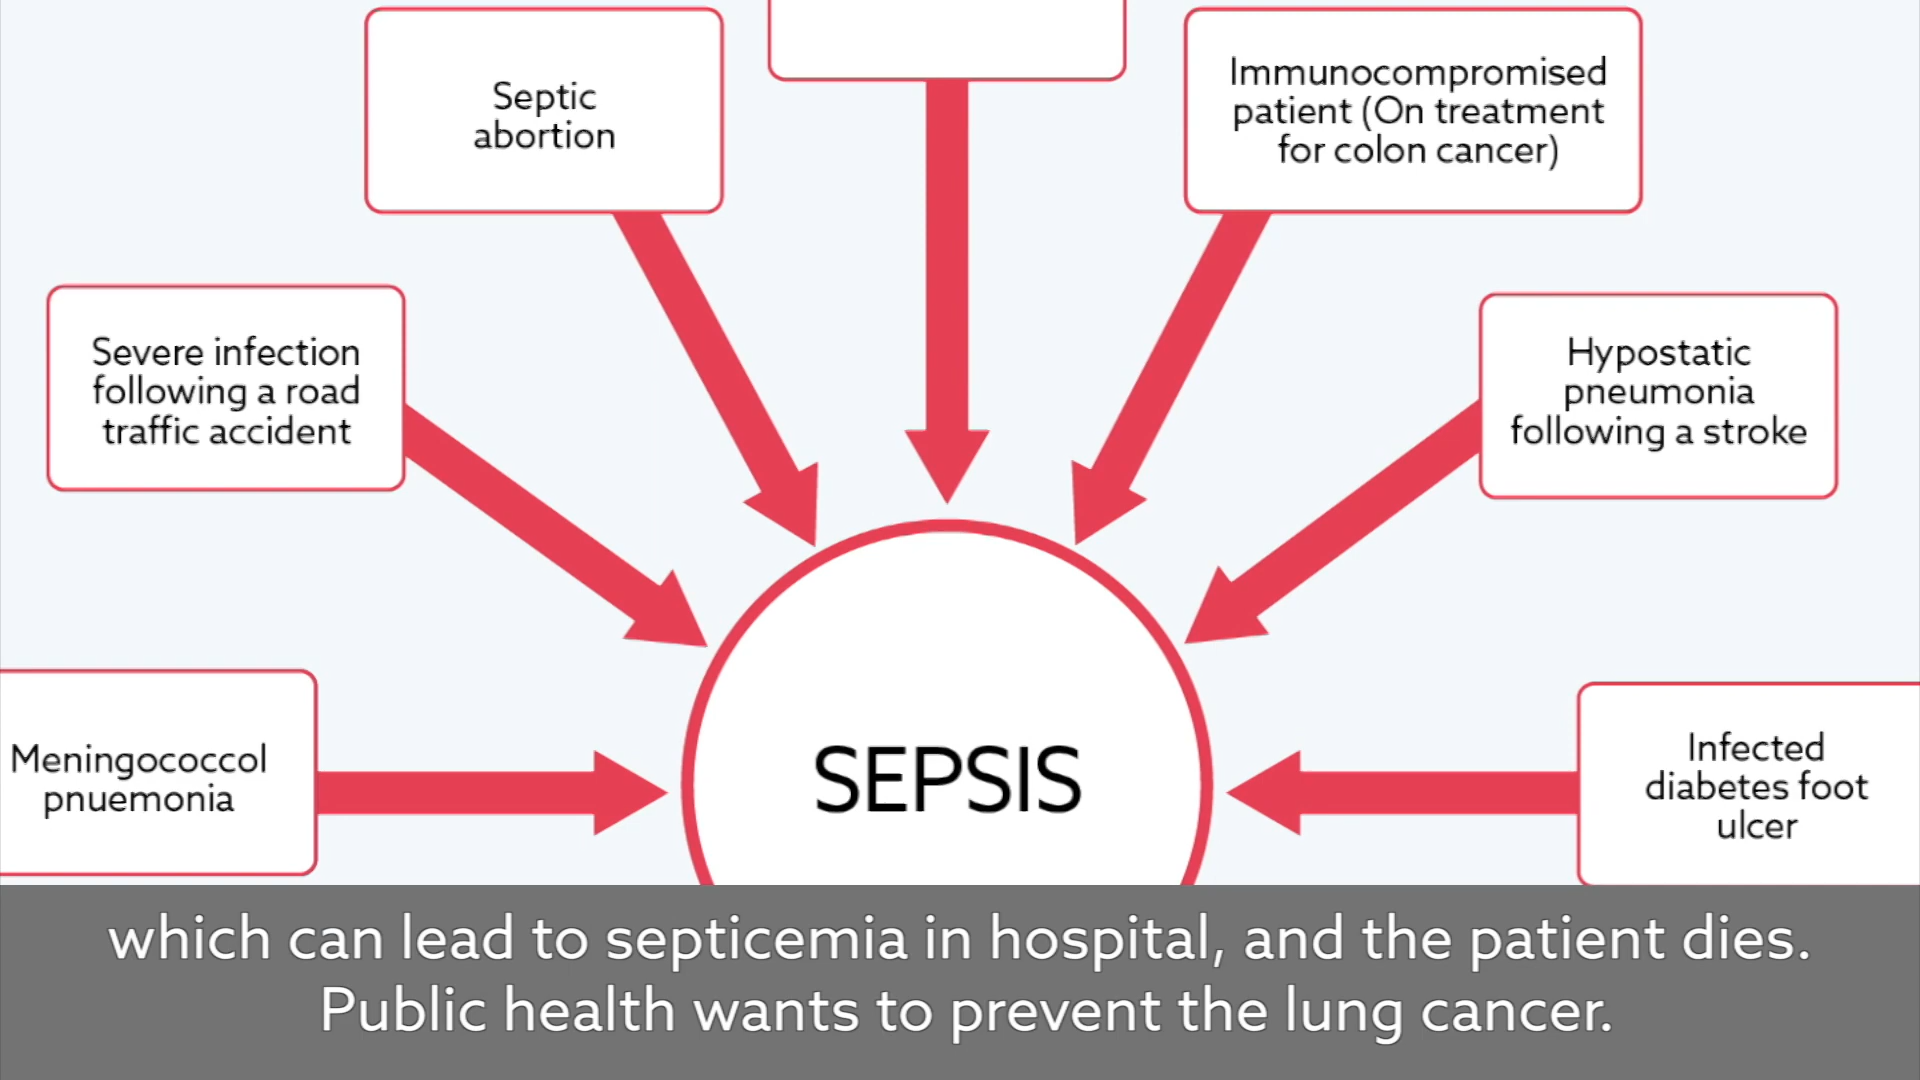 Septic
abortion
Immunocompromised
patient (On treatment
for colon cancer)
Severe infection
following a road
traffic accident
Hypostatic
pneumonia
following a stroke
Meningococcol
pnuemonia
SEPSIS
Infected
diabetes foot
ulcer
which can lead to septicemia in hospital, and the patient dies.
Public health wants to prevent the lung cancer.